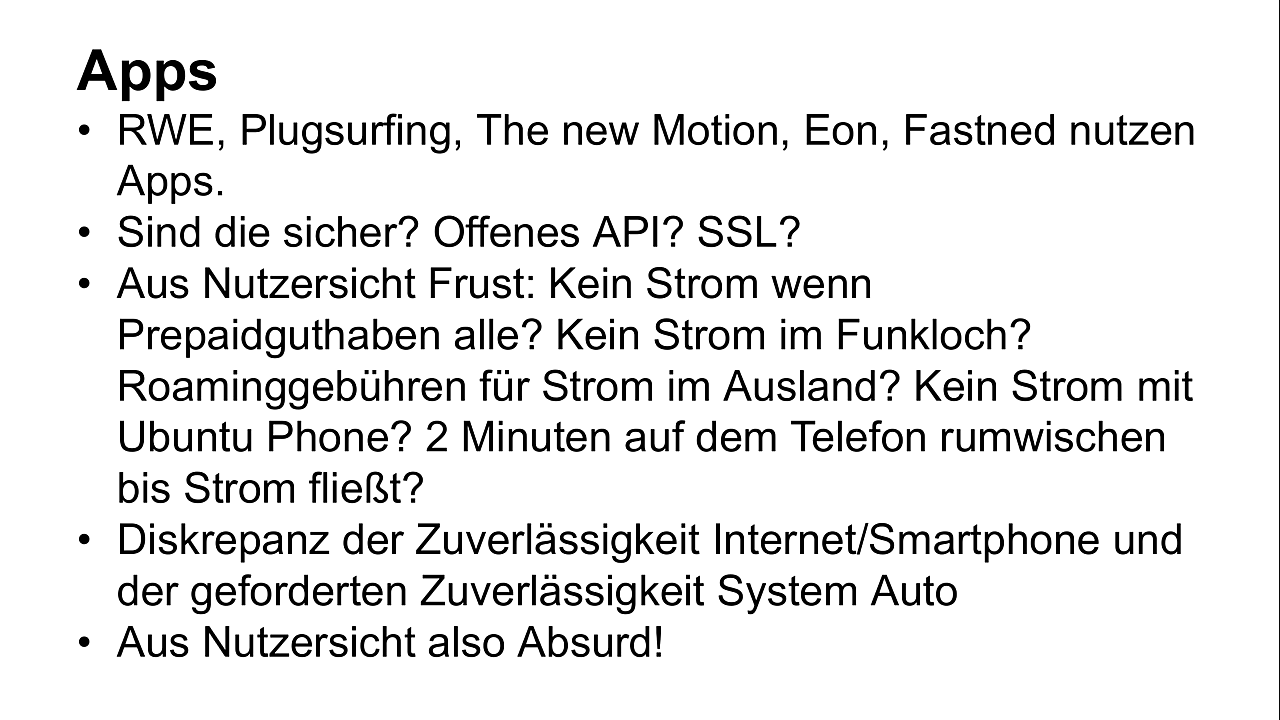 Apps
• RWE, Plugsurfing, The new Motion, Eon, Fastned nutzen
Apps.
• Sind die sicher? Offenes API? SSL?
• Aus Nutzersicht Frust: Kein Strom wenn
Prepaidguthaben alle? Kein Strom im Funkloch?
Roaminggebühren für Strom im Ausland? Kein Strom mit
Ubuntu Phone? 2 Minuten auf dem Telefon rumwischen
bis Strom fließt?
• Diskrepanz der Zuverlässigkeit Internet/Smartphone und
der geforderten Zuverlässigkeit System Auto
• Aus Nutzersicht also Absurd!